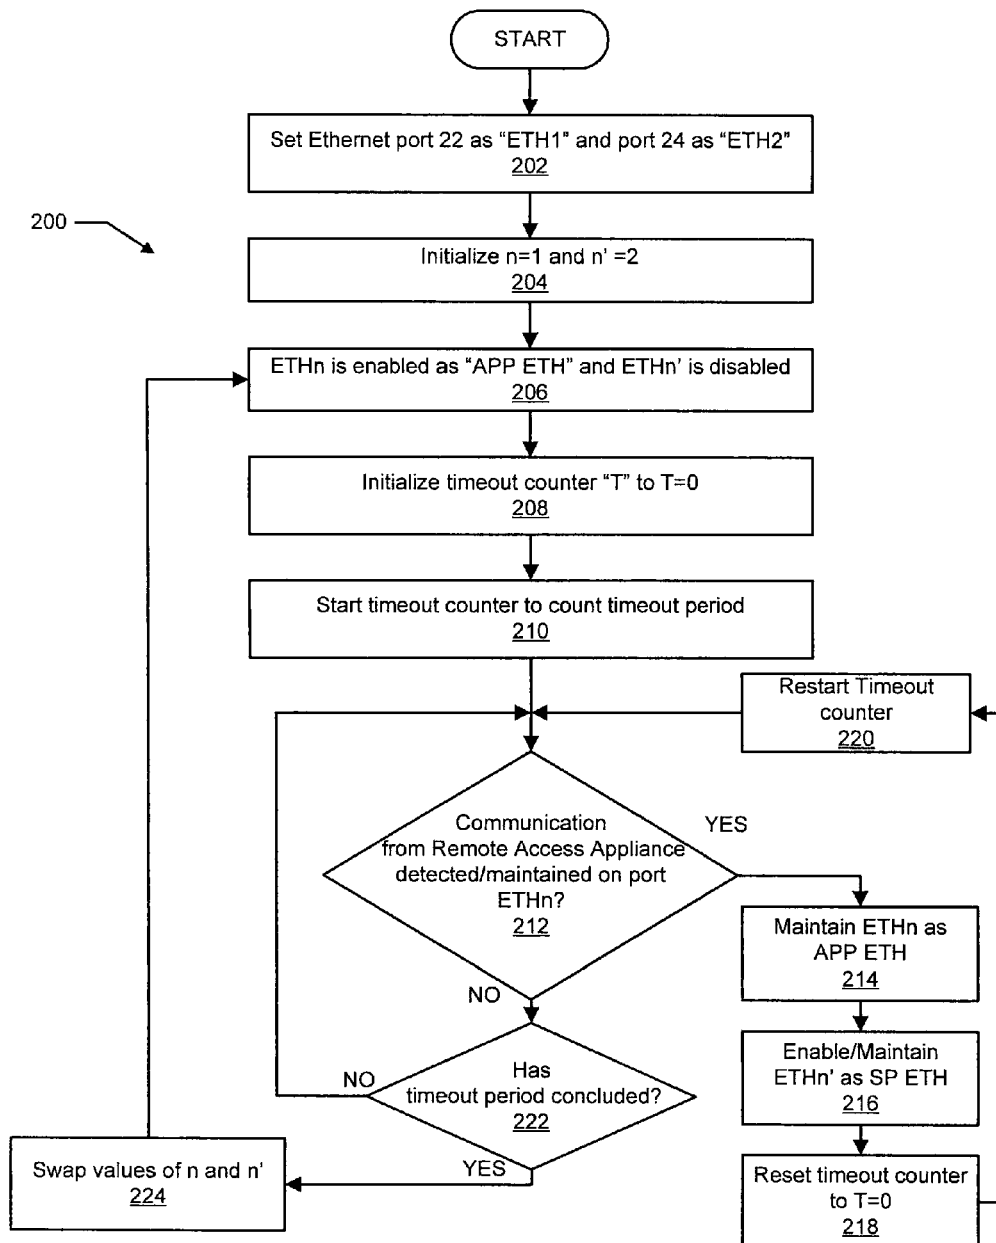 START
Set Ethernet port 22 as “ETH1” and port 24 as “ETH2”
202
200
Initialize n=1 and n’ =2
204
ETHn is enabled as “APP ETH” and ETHn’ is disabled
206
Initialize timeout counter “T” to T=0
208
Start timeout counter to count timeout period
210
Restart Timeout
counter
220
Communication
from Remote Access Appliance
detected/maintained on port
ETHn?
212
YES
NO
Maintain ETHn as
APP ETH
214
Enable/Maintain
ETHn’ as SP ETH
216
Reset timeout counter
to T=0
218
Has
timeout period concluded?
222
NO
YES
Swap values of n and n’
224